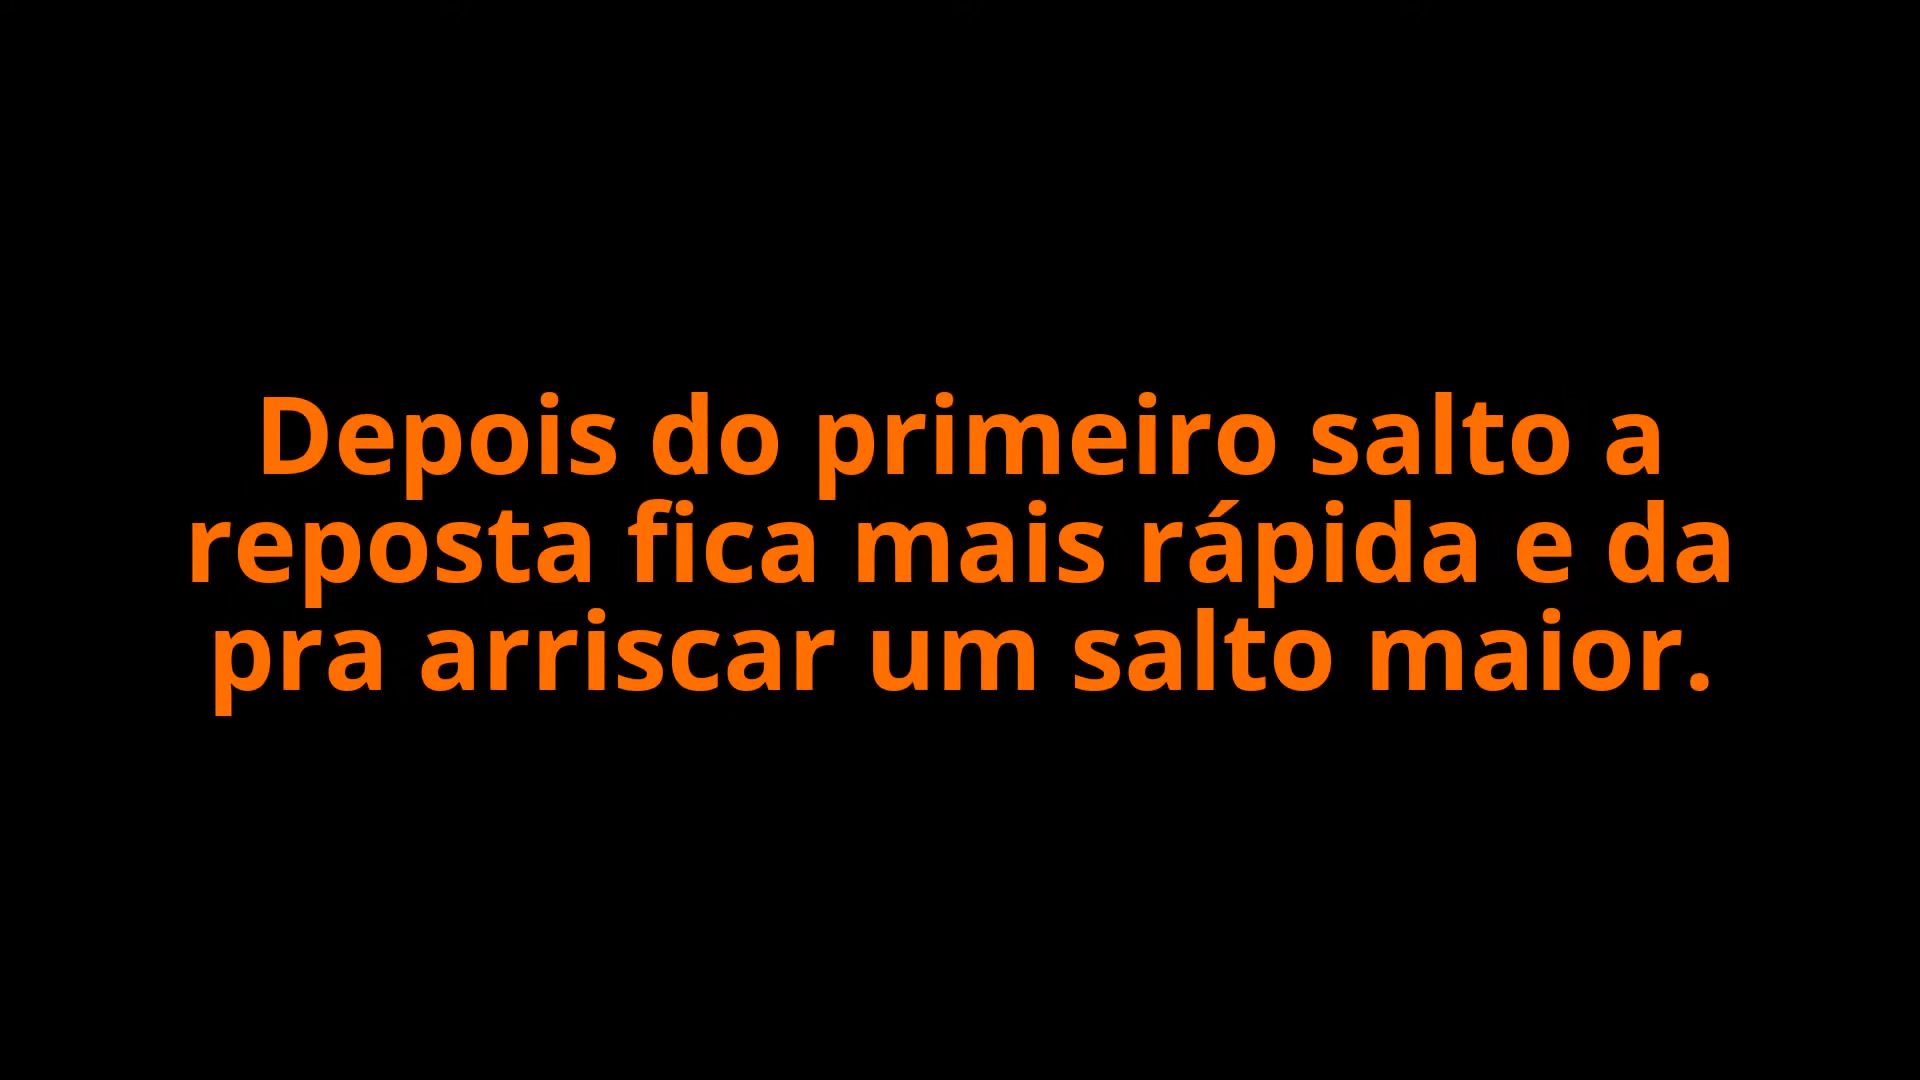 Depois do primeiro salto a
reposta fica mais rápida e da
pra arriscar um salto maior.